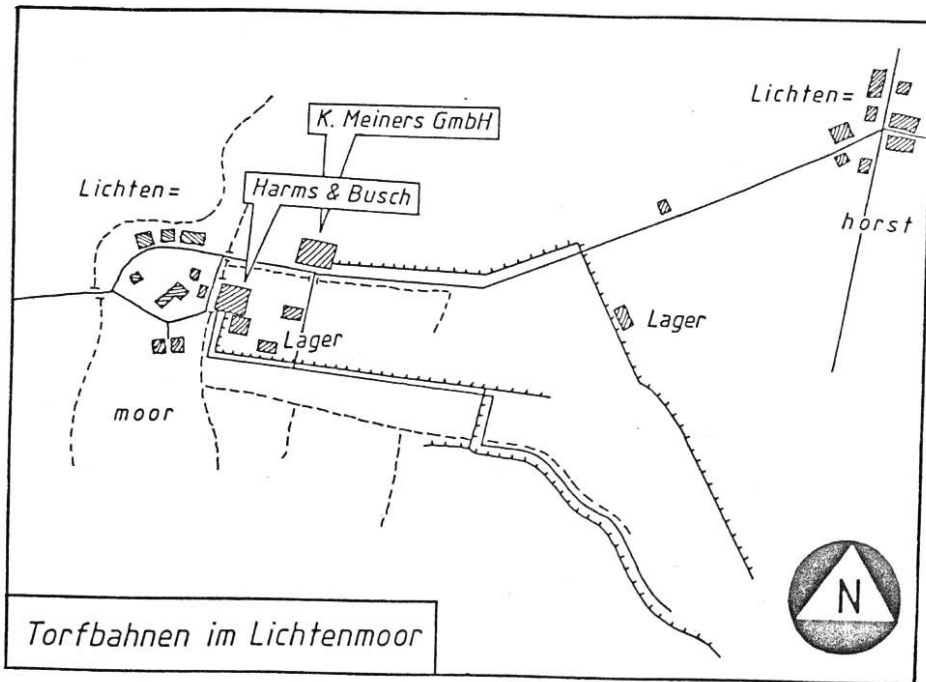 K. Meiners GmbH
Lichten=
Lichten=
Harms & Busch
horst
Lager
Lager
moor
N
Torfbahnen im Lichtenmoor